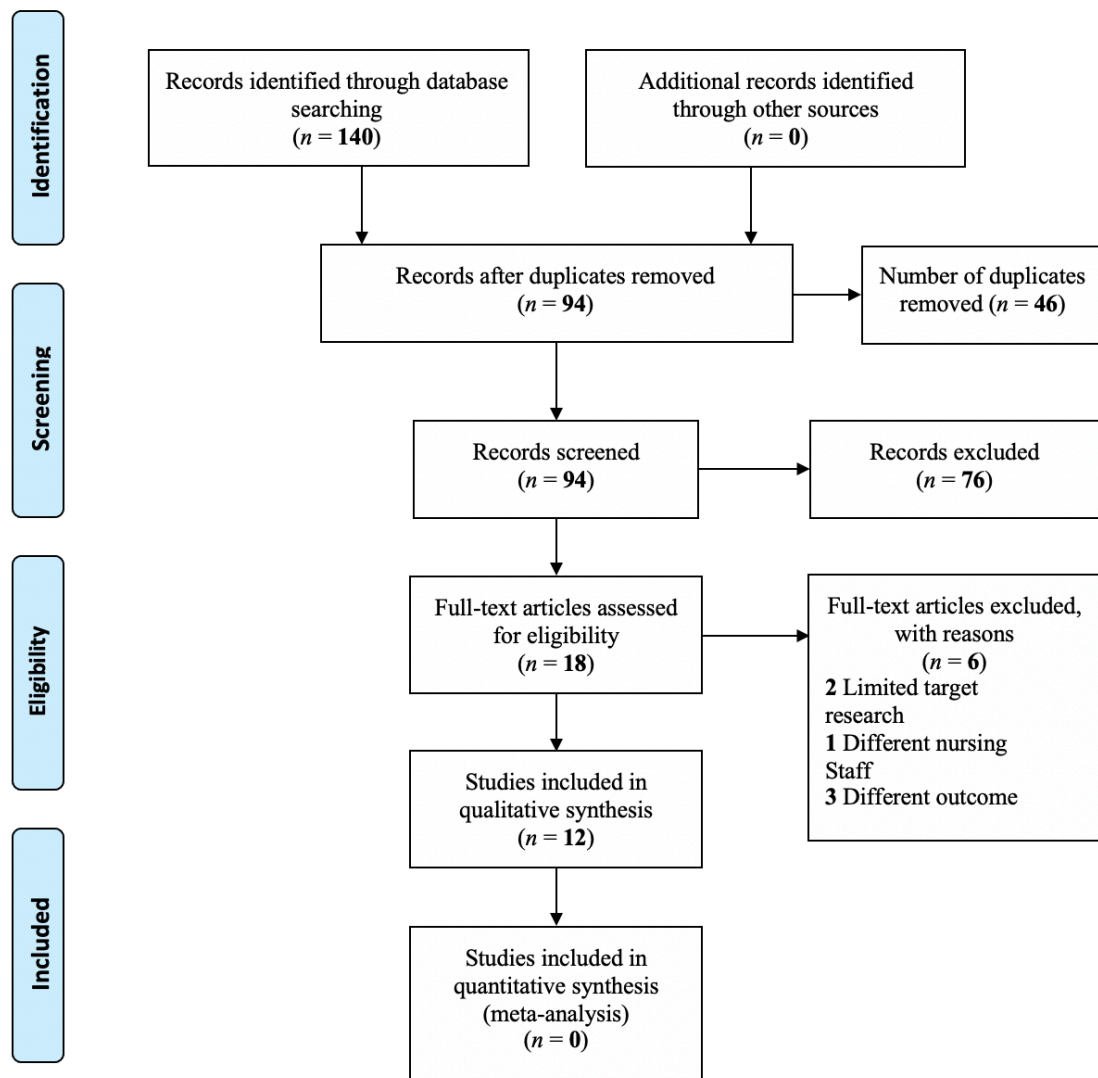 Identification
Records identified through database
searching
(n = 140)
Additional records identified
through other sources
(n = 0)
Records after duplicates removed
(n = 94)
Number of duplicates
removed (n = 46)
Screening
Records screened
(n = 94)
Records excluded
(n = 76)
Eligibility
Full-text articles assessed
for eligibility
(n = 18)
Full-text articles excluded,
with reasons
(n = 6)
2 Limited target
research
1 Different nursing
Staff
3 Different outcome
Studies included in
qualitative synthesis
(n = 12)
Included
Studies included in
quantitative synthesis
(meta-analysis)
(n = 0)